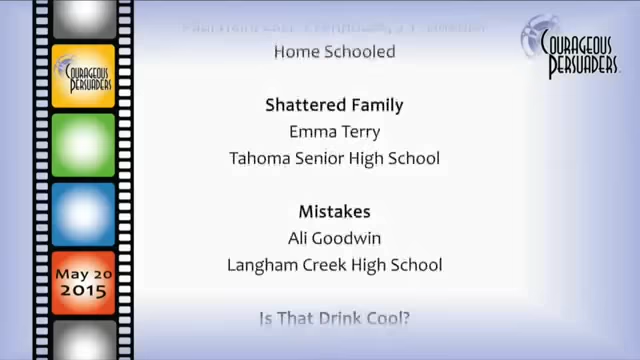 Home Schooled
Shattered Family
Emma Terry
Tahoma Senior High School
Mistakes
Ali Goodwin
Langham Creek High School
Is That Drink Cool?
COURAGEOUS
PERSUADERS
May 20
2015
COURAGEOUS
PERSUADERS